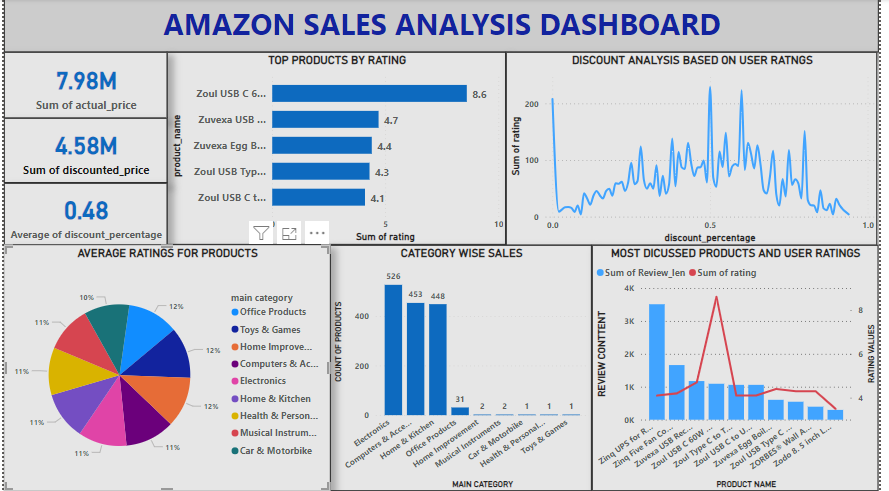 AMAZON SALES ANALYSIS DASHBOARD
7.98M
Sum of actual_price
4.58M
Sum of discounted_price
0.48
Average of discount_percentage
TOP PRODUCTS BY RATING
product_name
Zoul USB C 6...
8.6
Zuvexa USB ...
4.7
Zuvexa Egg B...
4.4
Zoul USB Typ...
4.3
Zoul USB C t...
4.1
5
10
Sum of rating
DISCOUNT ANALYSIS BASED ON USER RATNGS
Sum of rating
200
100
0
0.0
0.5
1.0
discount_percentage
AVERAGE RATINGS FOR PRODUCTS
10%
12%
12%
12%
11%
11%
11%
11%
11%
main category
Office Products
Toys & Games
Home Improve...
Computers & Ac...
Electronics
Home & Kitchen
Health & Person...
Musical Instrum...
Car & Motorbike
CATEGORY WISE SALES
COUNT OF PRODUCTS
400
200
0
526
453
448
31
2
2
1
1
1
Electronics
Computers & Acce...
Home & Kitchen
Office Products
Home Improvement
Musical Instruments
Car & Motorbike
Health & Personal...
Toys & Games
MAIN CATEGORY
MOST DICUSSED PRODUCTS AND USER RATINGS
Sum of Review_len
Sum of rating
REVIEW CONTTENT
4K
3K
2K
1K
0K
8
6
4
RATING VALUES
Zinq UPS for R...
Zinq Five Fan Co...
Zuvexa USB Rec...
Zoul USB C 60W ...
Zoul Type C to T...
Zoul USB C to U...
Zuvexa Egg Boil...
Zoul USB Type C ...
ZORBES® Wall A...
Zodo 8. 5 inch L...
PRODUCT NAME